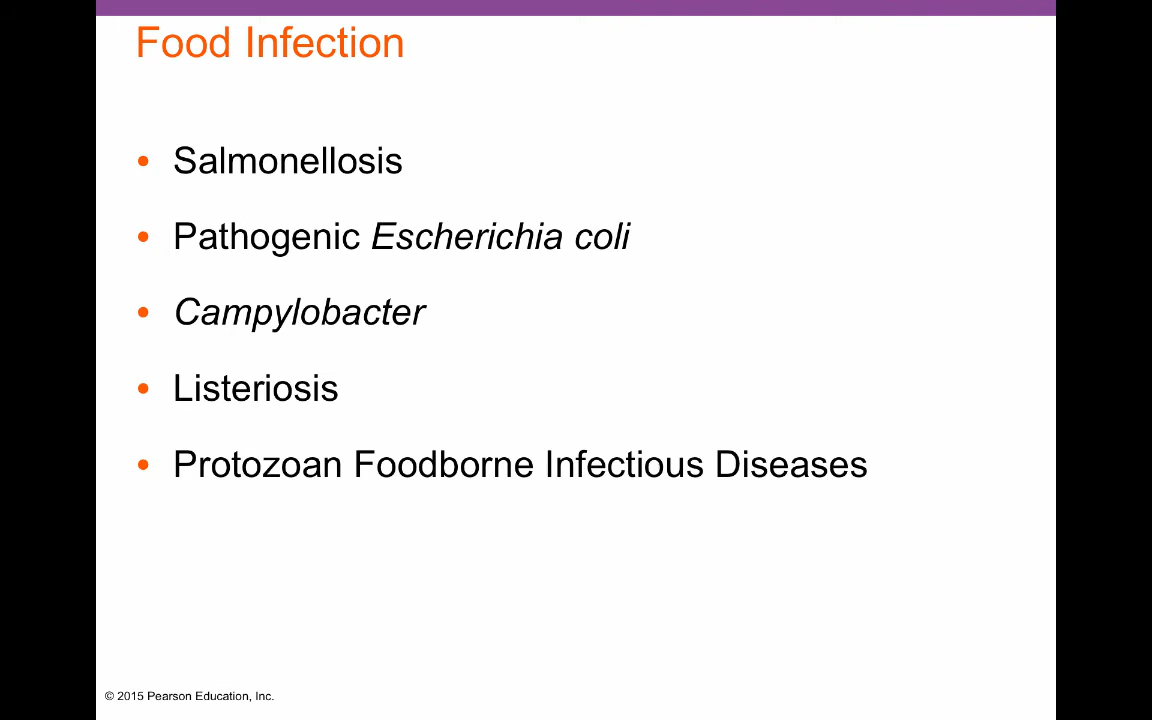 Food Infection
• Salmonellosis
• Pathogenic Escherichia coli
• Campylobacter
• Listeriosis
• Protozoan Foodborne Infectious Diseases
© 2015 Pearson Education, Inc.